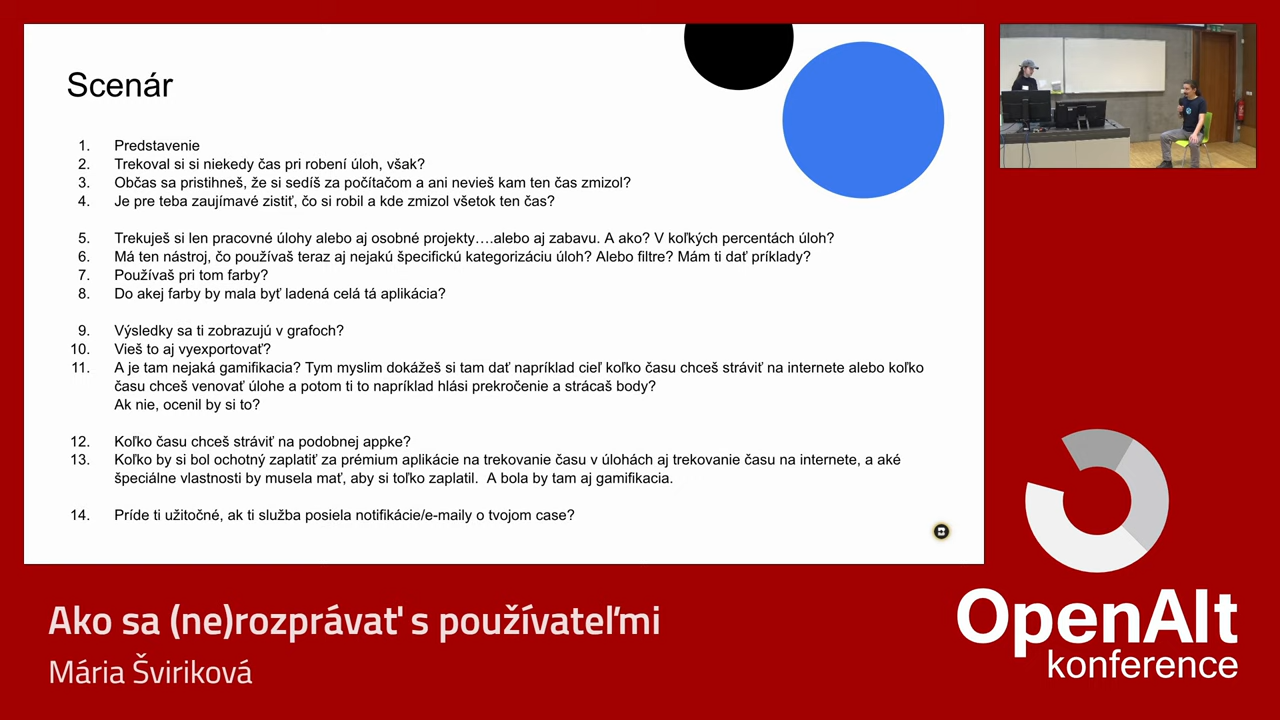 Scenár
1. Predstavenie
2. Trekoval si si niekedy čas pri robení úloh, však?
3. Občas sa pristihneš, že si sedíš za počítačom a ani nevieš kam ten čas zmizol?
4. Je pre teba zaujímavé zistiť, čo si robil a kde zmizol všetok ten čas?
5. Trekuješ si len pracovné úlohy alebo aj osobné projekty….alebo aj zabavu. A ako? V koľkých percentách úloh?
6. Má ten nástroj, čo používaš teraz aj nejakú špecifickú kategorizáciu úloh? Alebo filtre? Mám ti dať príklady?
7. Používaš pri tom farby?
8. Do akej farby by mala byť ladená celá tá aplikácia?
9. Výsledky sa ti zobrazujú v grafoch?
10. Vieš to aj vyexportovať?
11. A je tam nejaká gamifikacia? Tym myslim dokážeš si tam dať napríklad cieľ koľko času chceš stráviť na internete alebo koľko
času chceš venovať úlohe a potom ti to napríklad hlási prekročenie a strácaš body?
Ak nie, ocenil by si to?
12. Koľko času chceš stráviť na podobnej appke?
13. Koľko by si bol ochotný zaplatiť za prémium aplikácie na trekovanie času v úlohách aj trekovanie času na internete, a aké
špeciálne vlastnosti by musela mať, aby si toľko zaplatil. A bola by tam aj gamifikacia.
14. Príde ti užitočné, ak ti služba posiela notifikácie/e-maily o tvojom case?
Ako sa (ne)rozprávať s používateľmi
Mária Šviriková
OpenAlt
konference